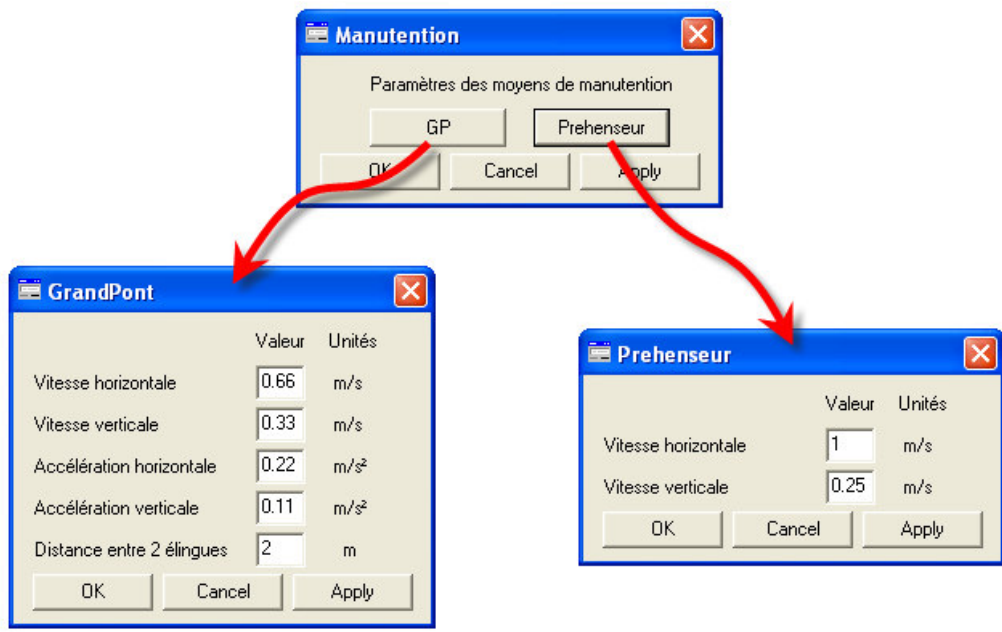 Manutention
Paramètres des moyens de manutention
GP Prehenseur
OK Cancel Apply
GrandPont
Valeur Unités
Vitesse horizontale 0.66 m/s
Vitesse verticale 0.33 m/s
Accélération horizontale 0.22 m/s²
Accélération verticale 0.11 m/s²
Distance entre 2 élingues 2 m
OK Cancel Apply
Prehenseur
Valeur Unités
Vitesse horizontale 1 m/s
Vitesse verticale 0.25 m/s
OK Cancel Apply